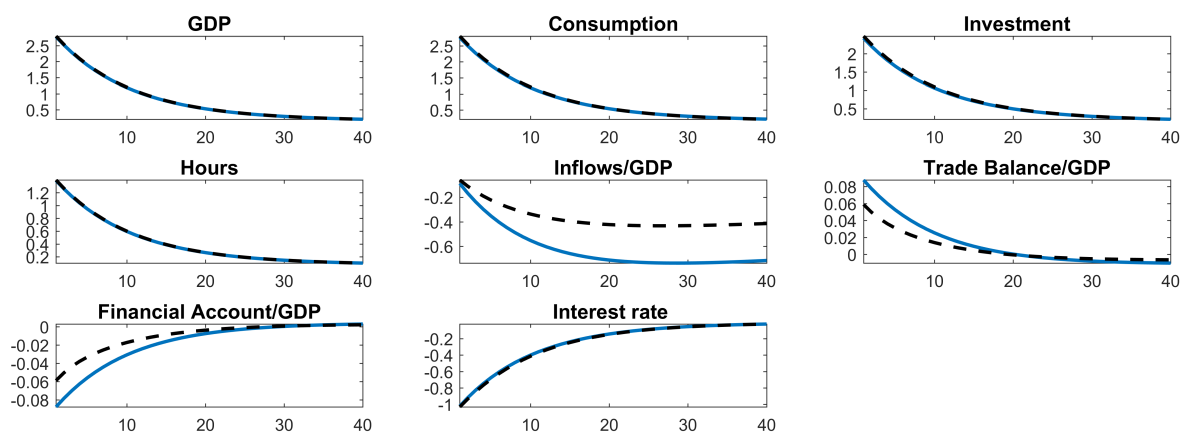 GDP
2.5
2
1.5
1
0.5
10 20 30 40
Consumption
2.5
2
1.5
1
0.5
10 20 30 40
Investment
2
1.5
1
0.5
10 20 30 40
Hours
1.2
1
0.8
0.6
0.4
0.2
10 20 30 40
Inflows/GDP
-0.2
-0.4
-0.6
10 20 30 40
Trade Balance/GDP
0.08
0.06
0.04
0.02
0
10 20 30 40
Financial Account/GDP
0
-0.02
-0.04
-0.06
-0.08
10 20 30 40
Interest rate
-0.2
-0.4
-0.6
-0.8
-1
10 20 30 40